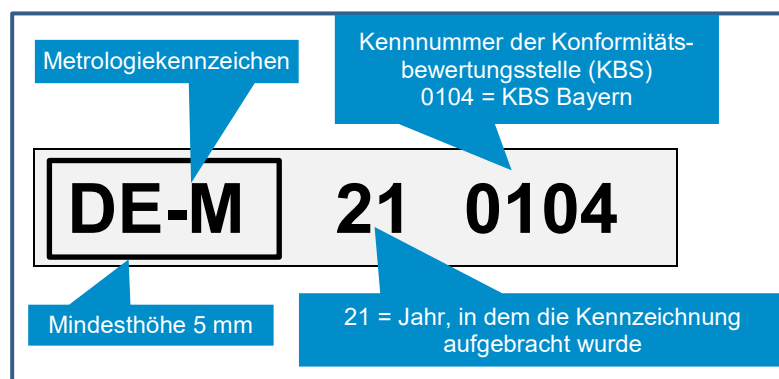 Metrologiekennzeichen
Kennnummer der Konformitäts-
bewertungsstelle (KBS)
0104 = KBS Bayern
DE-M 21 0104
Mindesthöhe 5 mm
21 = Jahr, in dem die Kennzeichnung
aufgebracht wurde